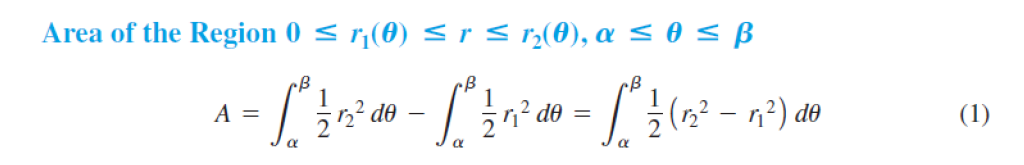 Area of the Region 0 ≤ r₁(θ) ≤ r ≤ r₂(θ), α ≤ θ ≤ β
A = ∫_α^β 1/2 r₂² dθ − ∫_α^β 1/2 r₁² dθ = ∫_α^β 1/2 (r₂² − r₁²) dθ (1)